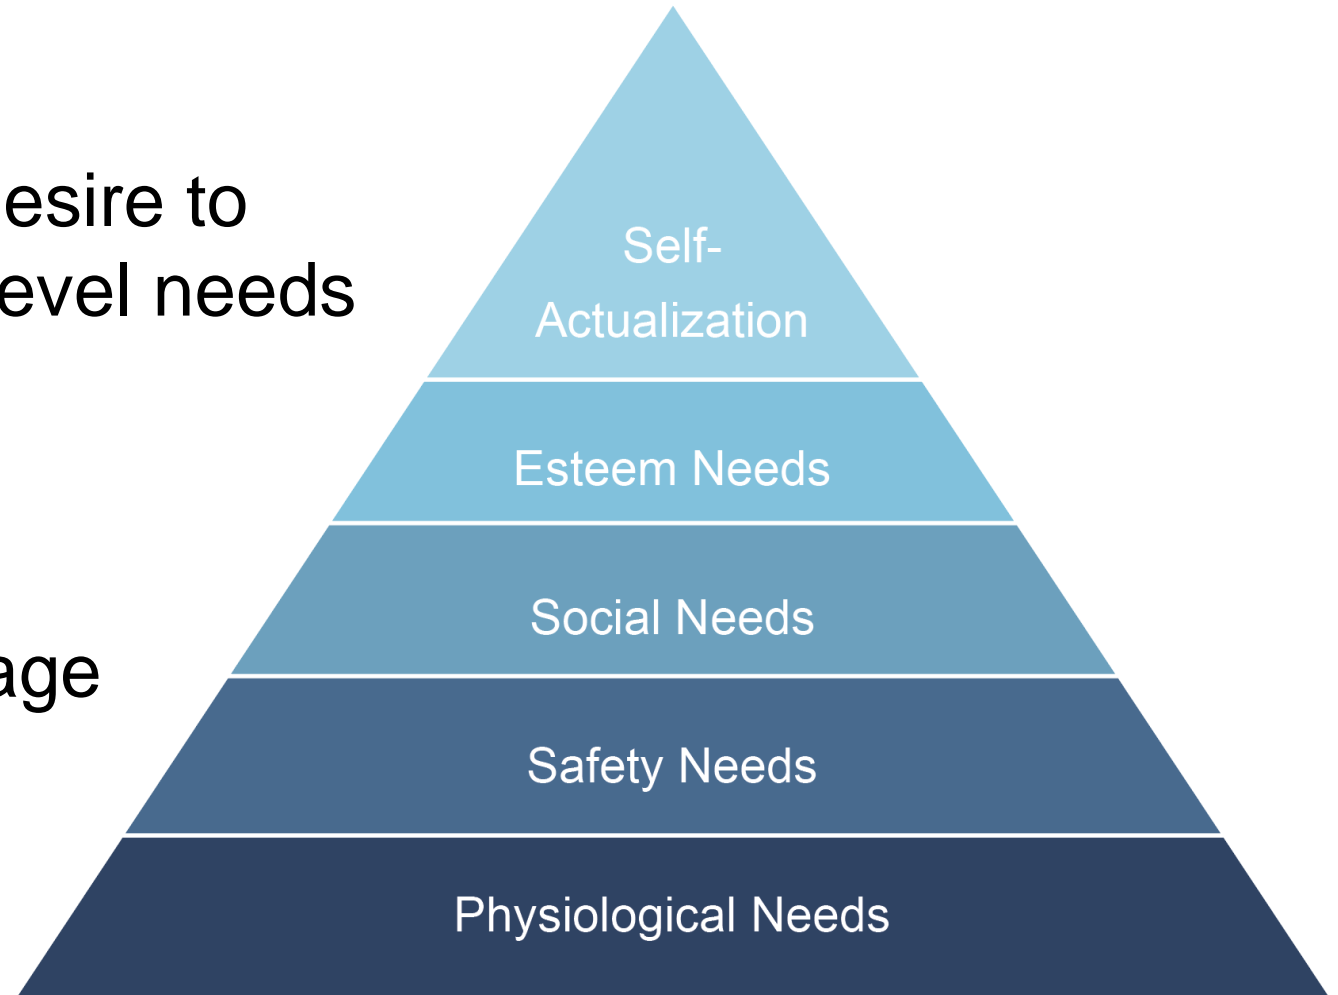 esire to
evel needs
age
Self-
Actualization
Esteem Needs
Social Needs
Safety Needs
Physiological Needs